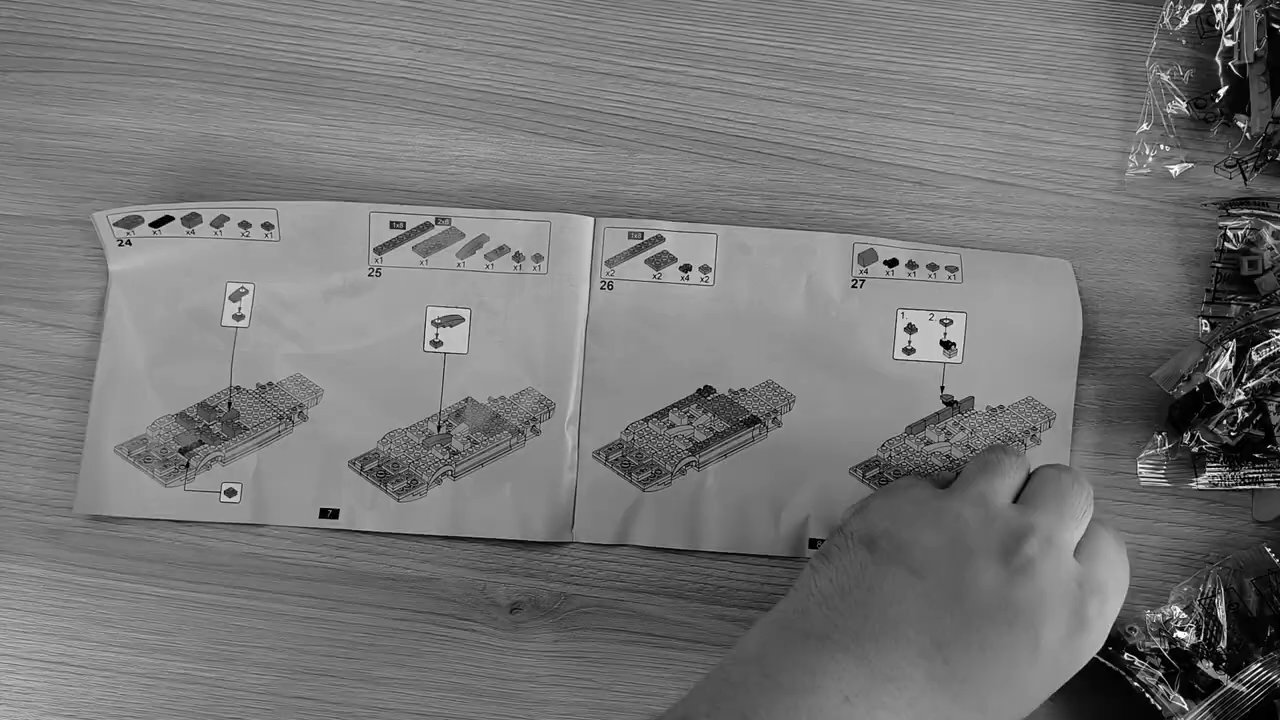 x1 x1 x4 x1 x2 x1
24
1x8 2x8
x1 x1 x1 x1 x1 x1
25
7
1x8
x2 x2 x4 x2
26
x4 x1 x1 x1 x1
27
1. 2.
8